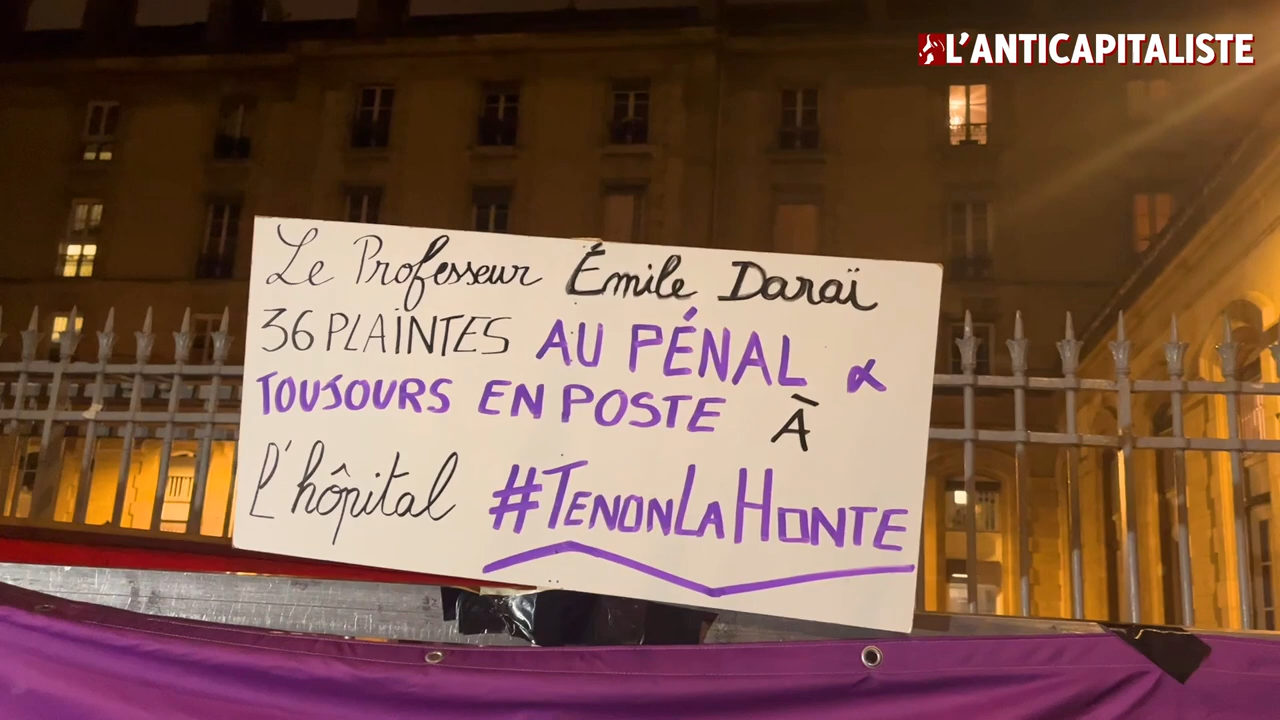 L'ANTICAPITALISTE
Le Professeur Émile Daraï
36 PLAINTES AU PÉNAL &
TOUJOURS EN POSTE À
l'hôpital #TENONLAHONTE